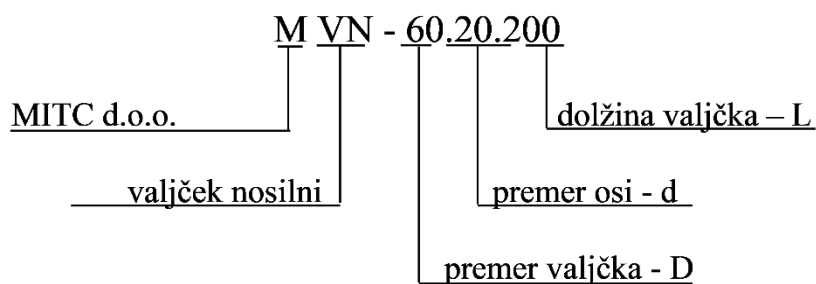 M VN - 60.20.200
MITC d.o.o.
dolžina valjčka – L
valjček nosilni
premer osi - d
premer valjčka - D